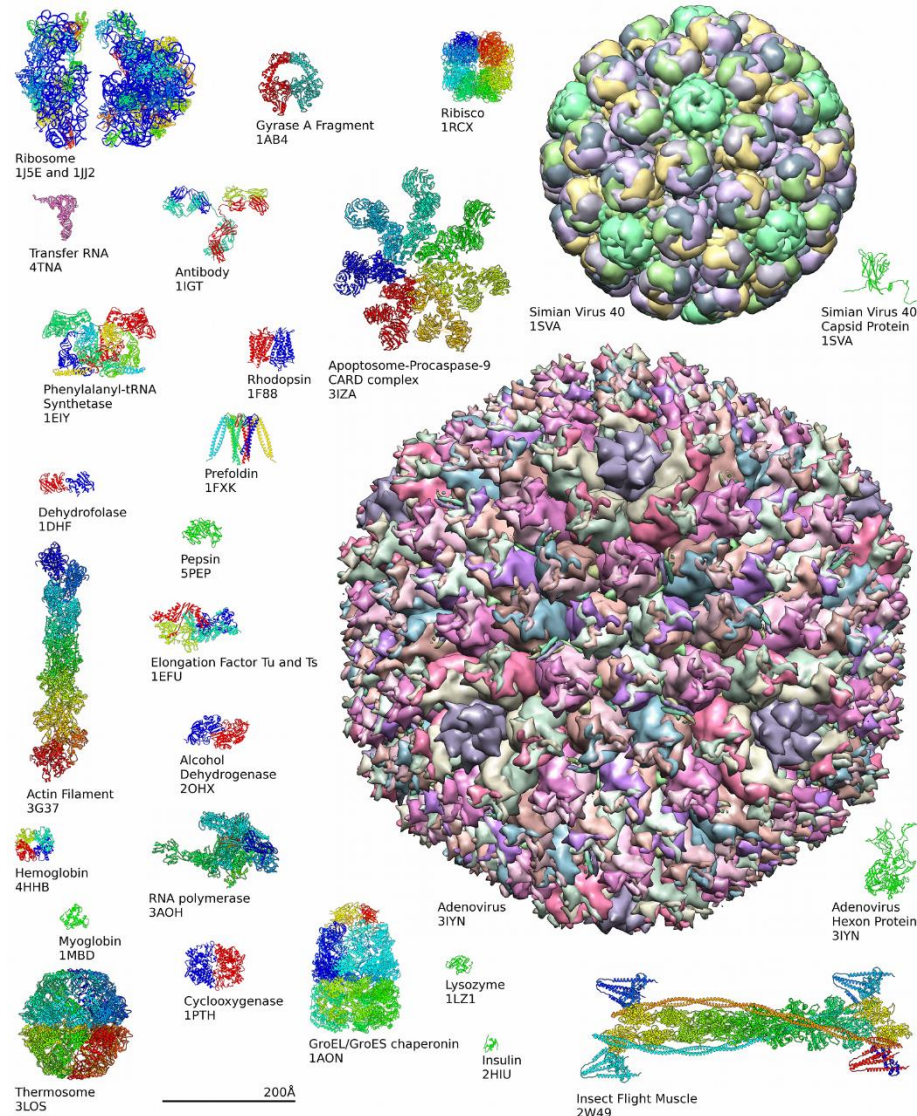 Ribosome
1J5E and 1JJ2
Gyrase A Fragment
1AB4
Ribisco
1RCX
Transfer RNA
4TNA
Antibody
1IGT
Simian Virus 40
1SVA
Simian Virus 40
Capsid Protein
1SVA
Phenylalanyl-tRNA
Synthetase
1EIY
Rhodopsin
1F88
Apoptosome-Procaspase-9
CARD complex
3IZA
Prefoldin
1FXK
Dehydrofolase
1DHF
Pepsin
5PEP
Elongation Factor Tu and Ts
1EFU
Alcohol
Dehydrogenase
2OHX
Actin Filament
3G37
Hemoglobin
4HHB
RNA polymerase
3AOH
Adenovirus
3IYN
Adenovirus
Hexon Protein
3IYN
Myoglobin
1MBD
Cyclooxygenase
1PTH
Lysozyme
1LZ1
GroEL/GroES chaperonin
1AON
Insulin
2HIU
Thermosome
3LOS
200Å
Insect Flight Muscle
2W49